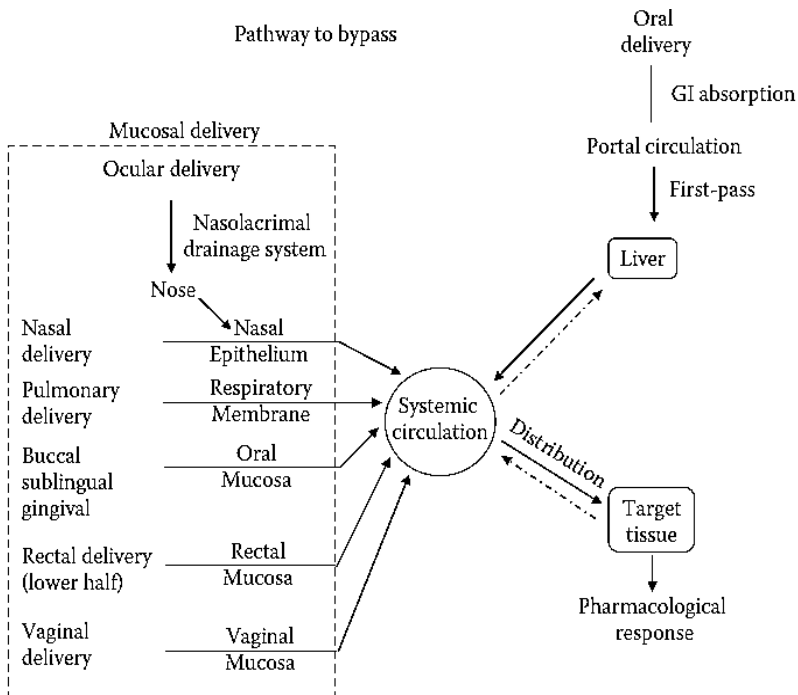 Pathway to bypass
Oral
delivery
GI absorption
Portal circulation
First-pass
Liver
Mucosal delivery
Ocular delivery
Nasolacrimal
drainage system
Nose
Nasal
delivery
Nasal
Epithelium
Pulmonary
delivery
Respiratory
Membrane
Buccal
sublingual
gingival
Oral
Mucosa
Rectal delivery
(lower half)
Rectal
Mucosa
Vaginal
delivery
Vaginal
Mucosa
Systemic
circulation
Distribution
Target
tissue
Pharmacological
response